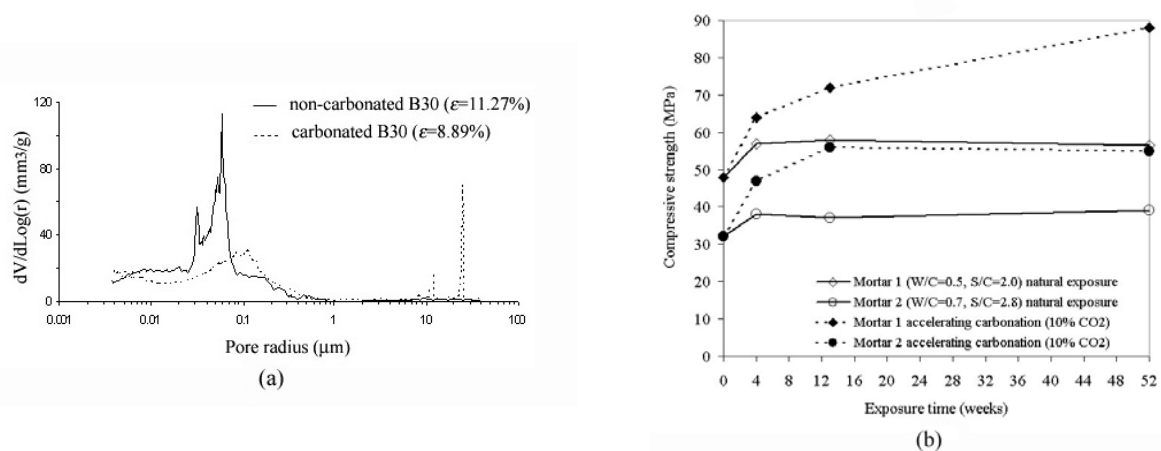 120
80
40
0
0.001
0.01
0.1
1
10
100
dV/dLog(r) (mm3/g)
Pore radius (μm)
non-carbonated B30 (ε=11.27%)
carbonated B30 (ε=8.89%)
(a)
90
80
70
60
50
40
30
20
10
0
0 4 8 12 16 20 24 28 32 36 40 44 48 52
Compressive strength (MPa)
Exposure time (weeks)
Mortar 1 (W/C=0.5, S/C=2.0) natural exposure
Mortar 2 (W/C=0.7, S/C=2.8) natural exposure
Mortar 1 accelerating carbonation (10% CO2)
Mortar 2 accelerating carbonation (10% CO2)
(b)